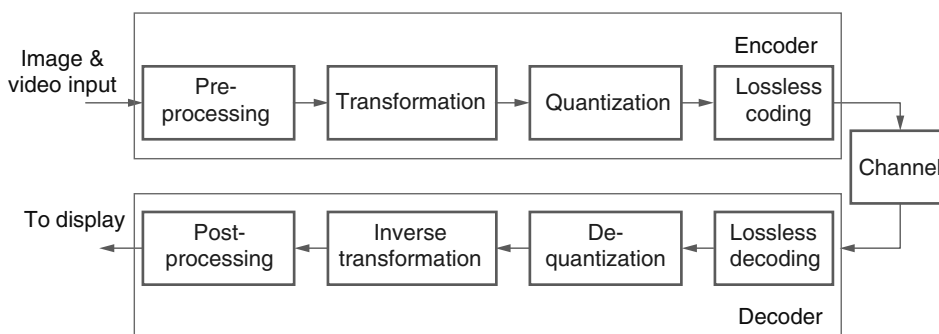 Image &
video input
Encoder
Pre-
processing
Transformation
Quantization
Lossless
coding
Channel
To display
Post-
processing
Inverse
transformation
De-
quantization
Lossless
decoding
Decoder